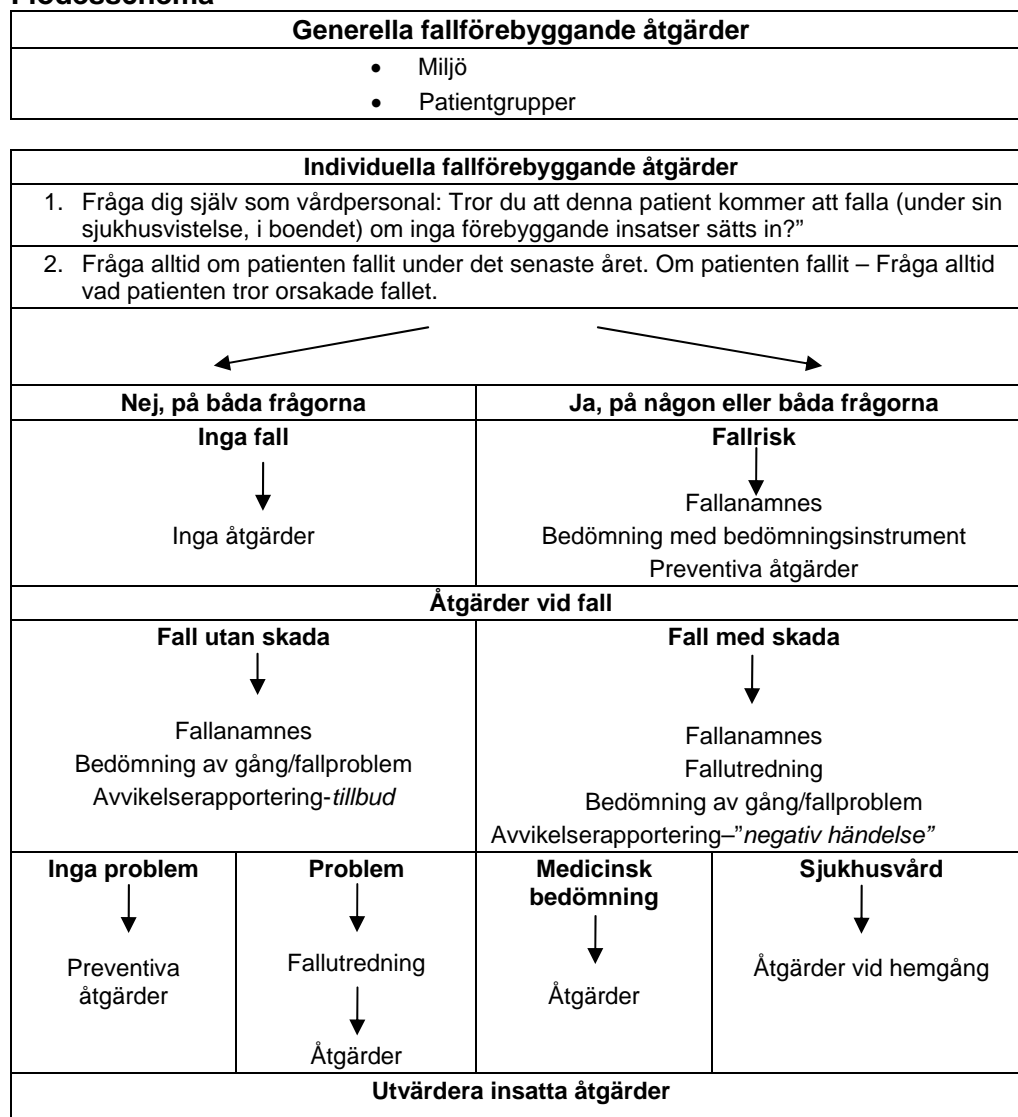 Generella fallförebyggande åtgärder
• Miljö
• Patientgrupper
Individuella fallförebyggande åtgärder
1. Fråga dig själv som vårdpersonal: Tror du att denna patient kommer att falla (under sin
sjukhusvistelse, i boendet) om inga förebyggande insatser sätts in?"
2. Fråga alltid om patienten fallit under det senaste året. Om patienten fallit – Fråga alltid
vad patienten tror orsakade fallet.
Nej, på båda frågorna
Inga fall
Inga åtgärder
Ja, på någon eller båda frågorna
Fallrisk
Fallanamnes
Bedömning med bedömningsinstrument
Preventiva åtgärder
Åtgärder vid fall
Fall utan skada
Fallanamnes
Bedömning av gång/fallproblem
Avvikelserapportering-tillbud
Fall med skada
Fallanamnes
Fallutredning
Bedömning av gång/fallproblem
Avvikelserapportering–"negativ händelse"
Inga problem
Preventiva
åtgärder
Problem
Fallutredning
Åtgärder
Medicinsk
bedömning
Åtgärder
Sjukhusvård
Åtgärder vid hemgång
Utvärdera insatta åtgärder